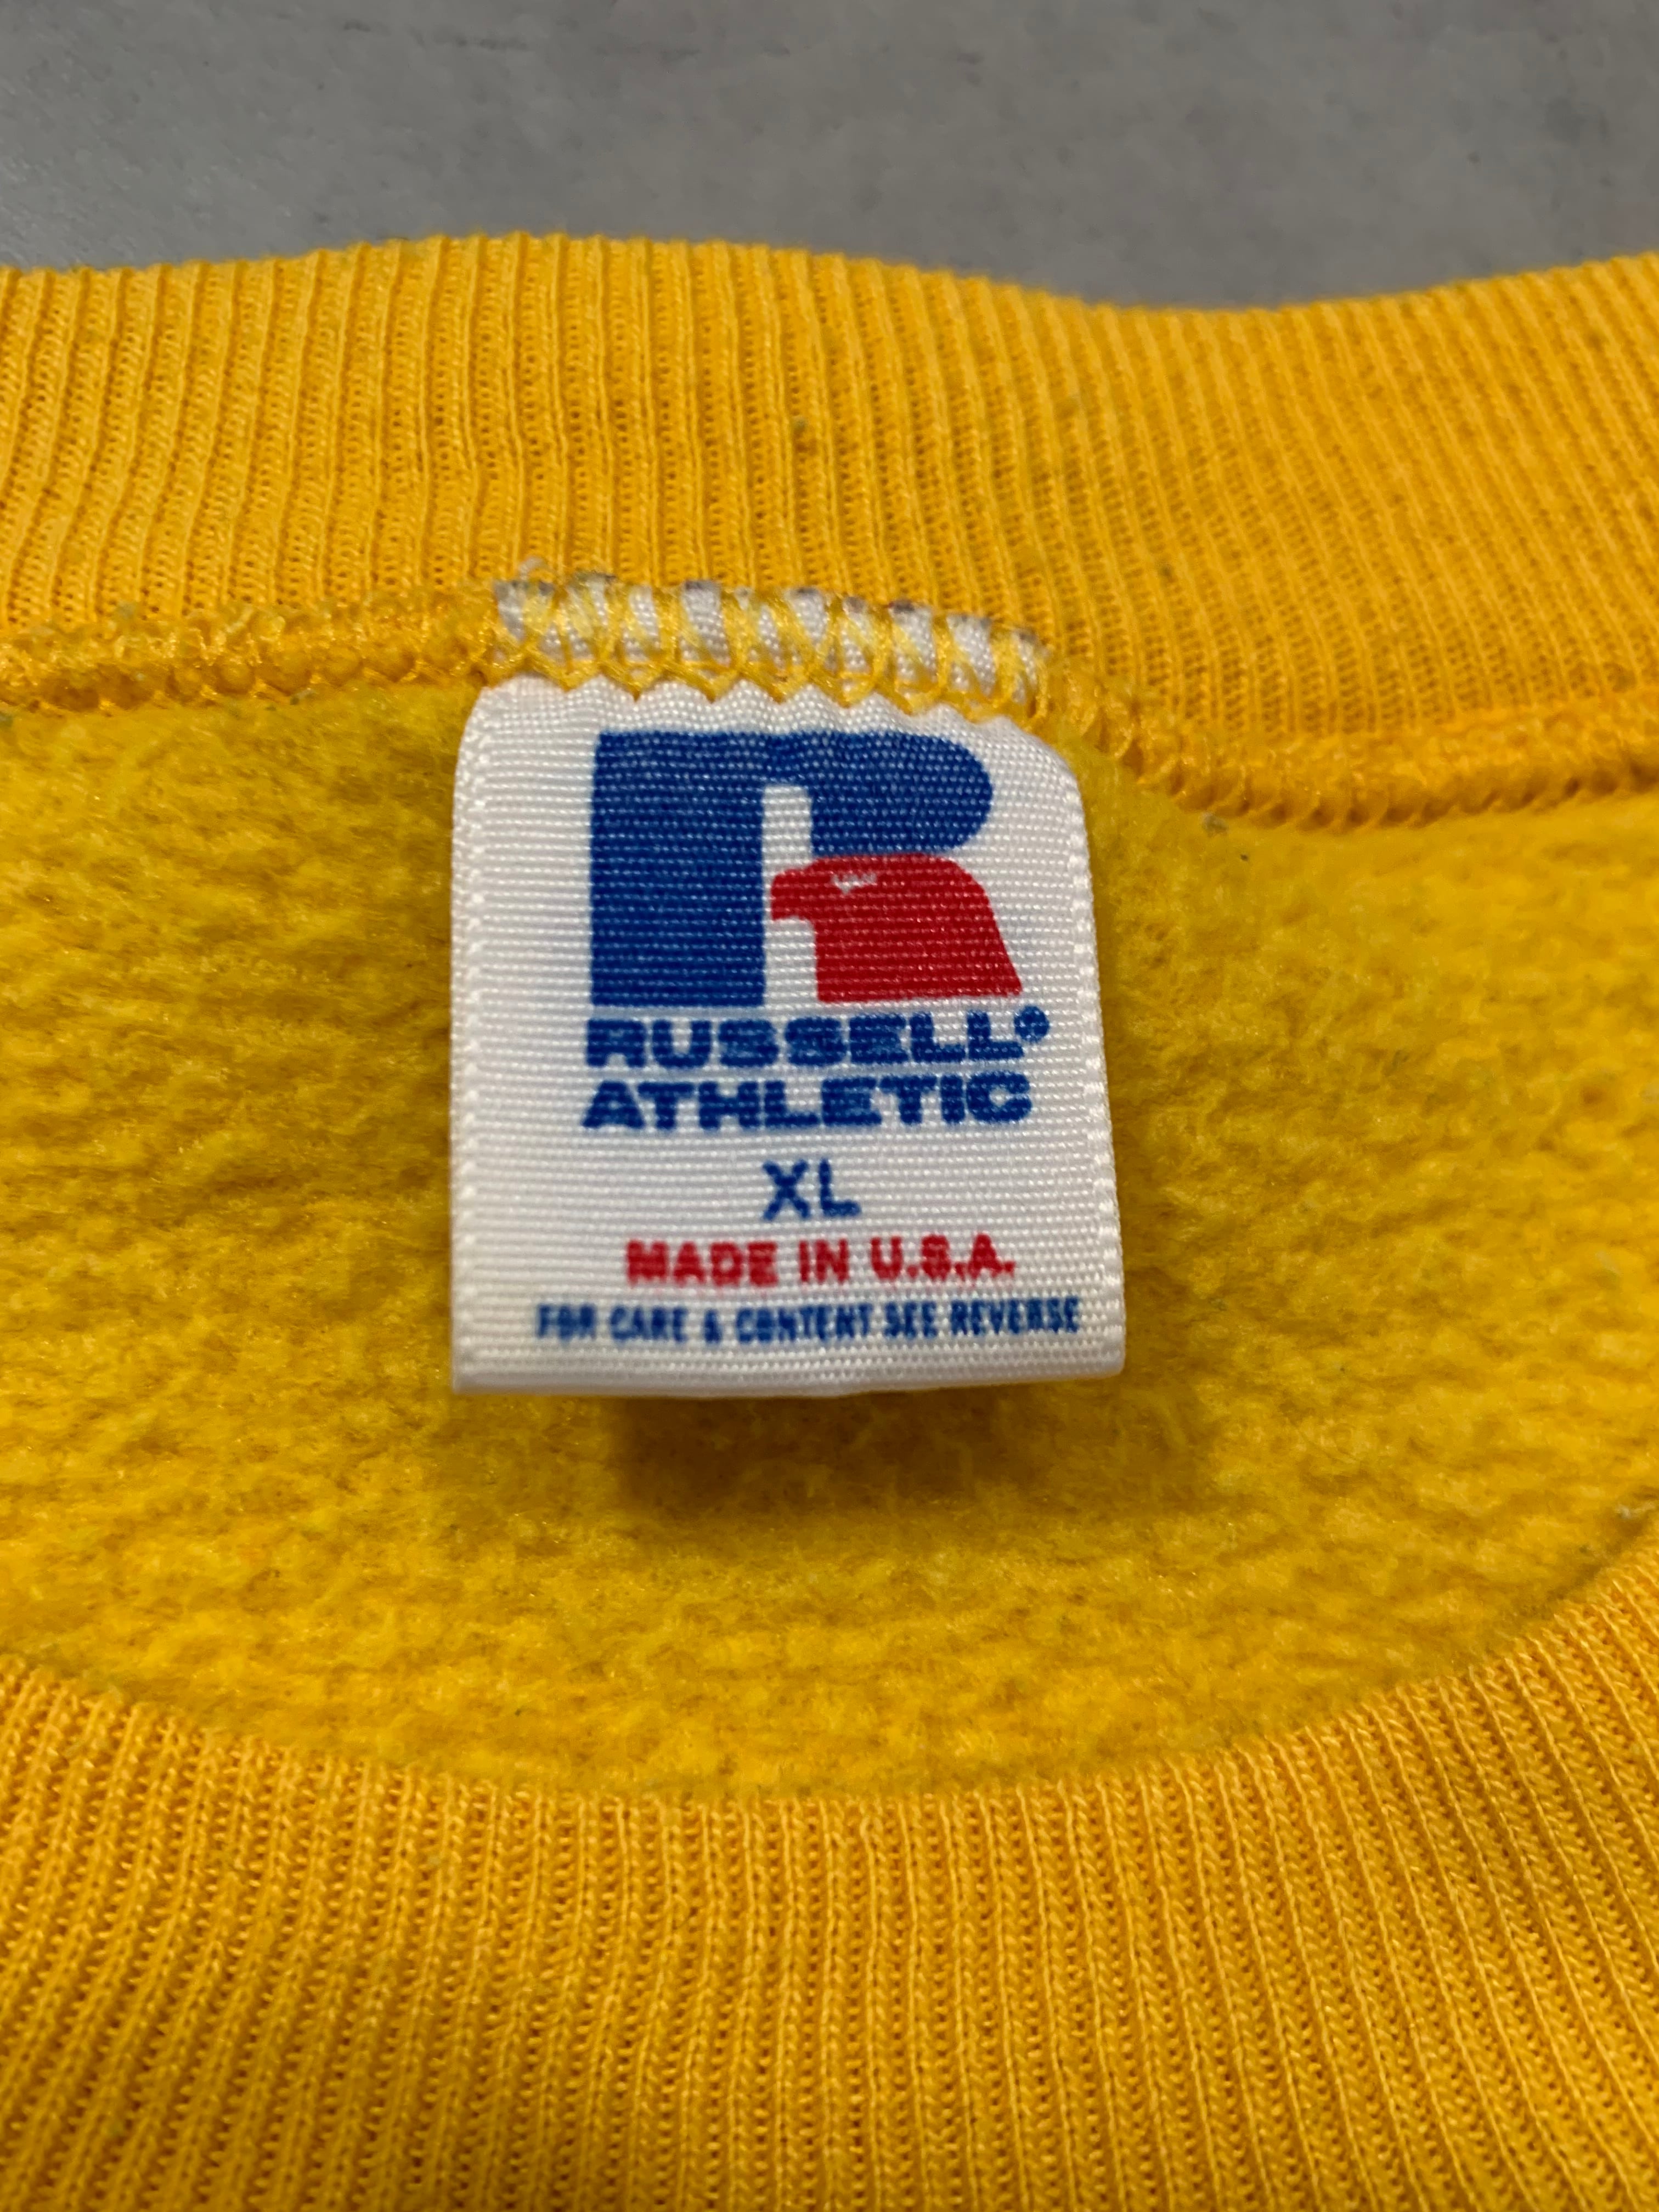 R
RUSSELL®
ATHLETIC
XL
MADE IN U.S.A.
FOR CARE & CONTENT SEE REVERSE